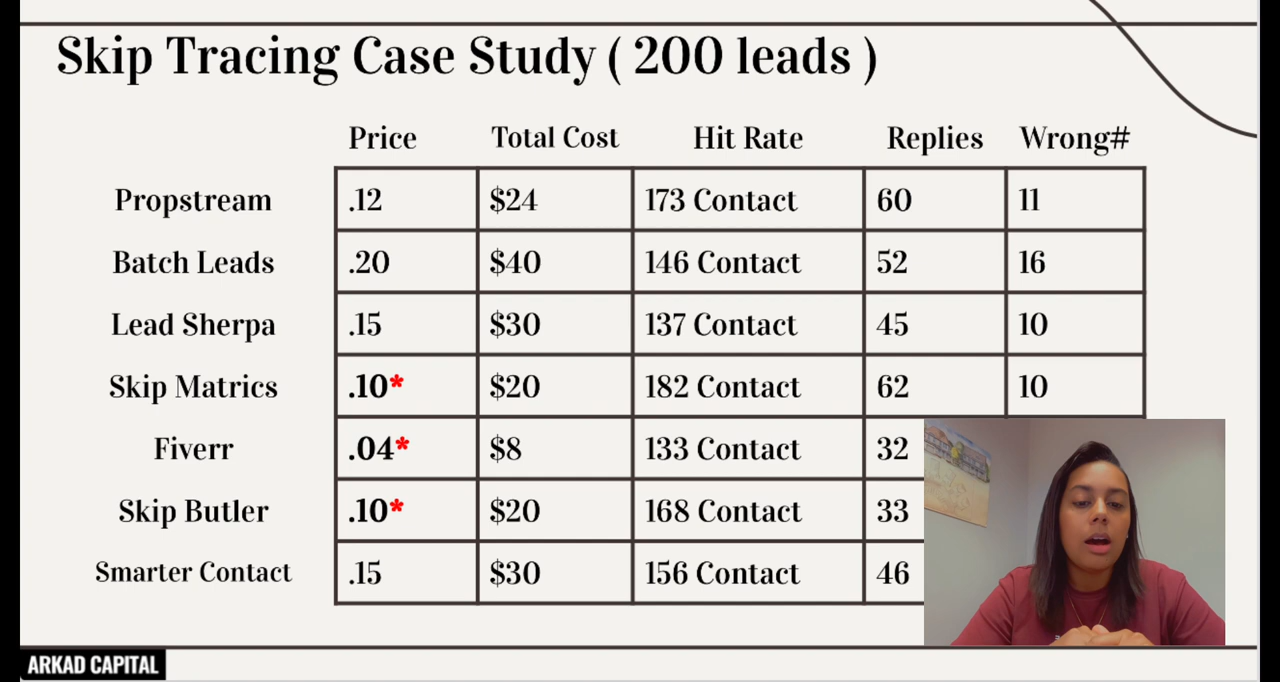 Skip Tracing Case Study ( 200 leads )
Price Total Cost Hit Rate Replies Wrong#
Propstream .12 $24 173 Contact 60 11
Batch Leads .20 $40 146 Contact 52 16
Lead Sherpa .15 $30 137 Contact 45 10
Skip Matrics .10* $20 182 Contact 62 10
Fiverr .04* $8 133 Contact 32
Skip Butler .10* $20 168 Contact 33
Smarter Contact .15 $30 156 Contact 46
ARKAD CAPITAL